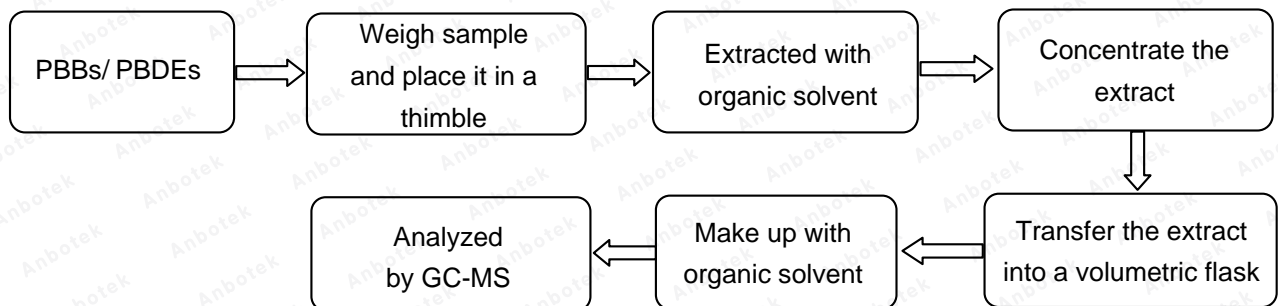 PBBs/ PBDEs
Weigh sample
and place it in a
thimble
Extracted with
organic solvent
Concentrate the
extract
Transfer the extract
into a volumetric flask
Make up with
organic solvent
Analyzed
by GC-MS
Anbotek